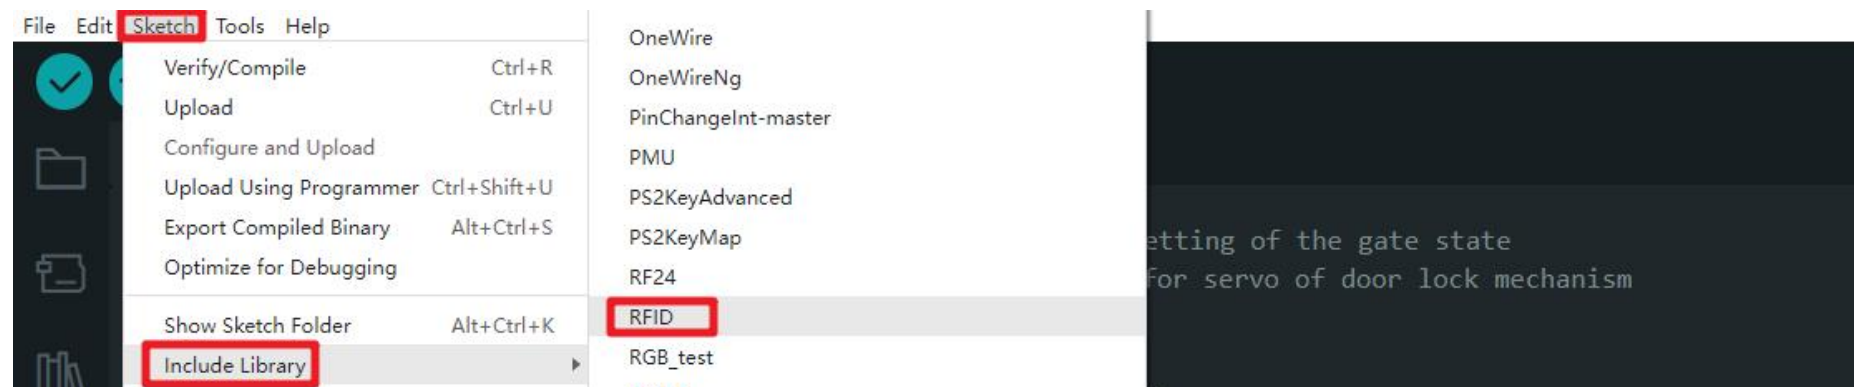 File Edit Sketch Tools Help
Verify/Compile Ctrl+R
Upload Ctrl+U
Configure and Upload
Upload Using Programmer Ctrl+Shift+U
Export Compiled Binary Alt+Ctrl+S
Optimize for Debugging
Show Sketch Folder Alt+Ctrl+K
Include Library
OneWire
OneWireNg
PinChangeInt-master
PMU
PS2KeyAdvanced
PS2KeyMap
RF24
RFID
RGB_test
etting of the gate state
for servo of door lock mechanism